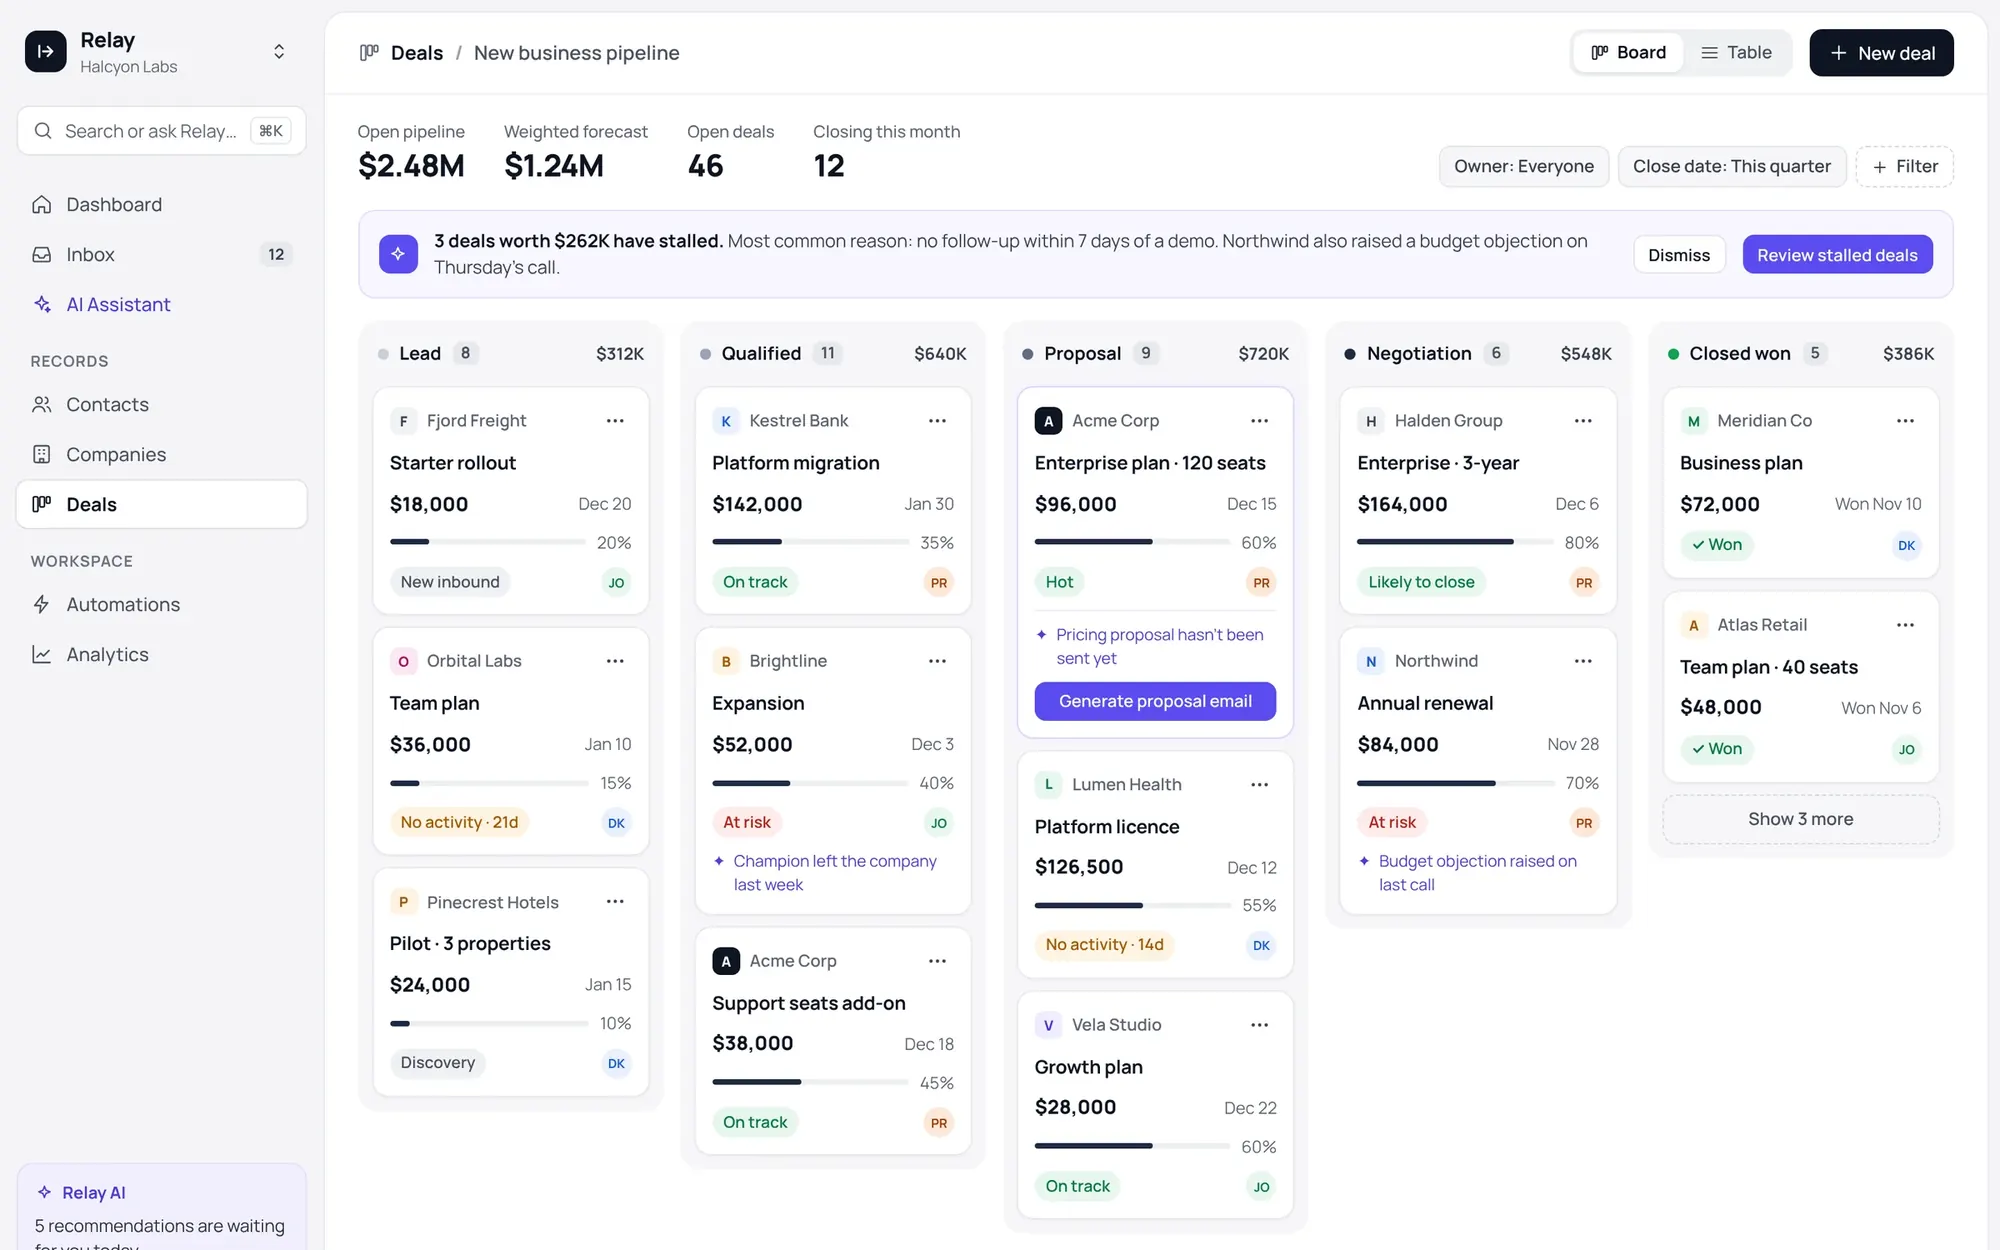 Relay
Halcyon Labs
Search or ask Relay... ⌘K
Dashboard
Inbox 12
AI Assistant
RECORDS
Contacts
Companies
Deals
WORKSPACE
Automations
Analytics
Relay AI
5 recommendations are waiting
for you today
Deals / New business pipeline
Board
Table
+ New deal
Open pipeline
$2.48M
Weighted forecast
$1.24M
Open deals
46
Closing this month
12
Owner: Everyone
Close date: This quarter
+ Filter
3 deals worth $262K have stalled. Most common reason: no follow-up within 7 days of a demo. Northwind also raised a budget objection on
Thursday's call.
Dismiss
Review stalled deals
Lead 8 $312K
F Fjord Freight
Starter rollout
$18,000 Dec 20
20%
New inbound JO
O Orbital Labs
Team plan
$36,000 Jan 10
15%
No activity · 21d DK
P Pinecrest Hotels
Pilot · 3 properties
$24,000 Jan 15
10%
Discovery DK
Qualified 11 $640K
K Kestrel Bank
Platform migration
$142,000 Jan 30
35%
On track PR
B Brightline
Expansion
$52,000 Dec 3
40%
At risk JO
Champion left the company
last week
A Acme Corp
Support seats add-on
$38,000 Dec 18
45%
On track PR
Proposal 9 $720K
A Acme Corp
Enterprise plan · 120 seats
$96,000 Dec 15
60%
Hot PR
Pricing proposal hasn't been
sent yet
Generate proposal email
L Lumen Health
Platform licence
$126,500 Dec 12
55%
No activity · 14d DK
V Vela Studio
Growth plan
$28,000 Dec 22
60%
On track JO
Negotiation 6 $548K
H Halden Group
Enterprise · 3-year
$164,000 Dec 6
80%
Likely to close PR
N Northwind
Annual renewal
$84,000 Nov 28
70%
At risk PR
Budget objection raised on
last call
Closed won 5 $386K
M Meridian Co
Business plan
$72,000 Won Nov 10
✓ Won DK
A Atlas Retail
Team plan · 40 seats
$48,000 Won Nov 6
✓ Won JO
Show 3 more